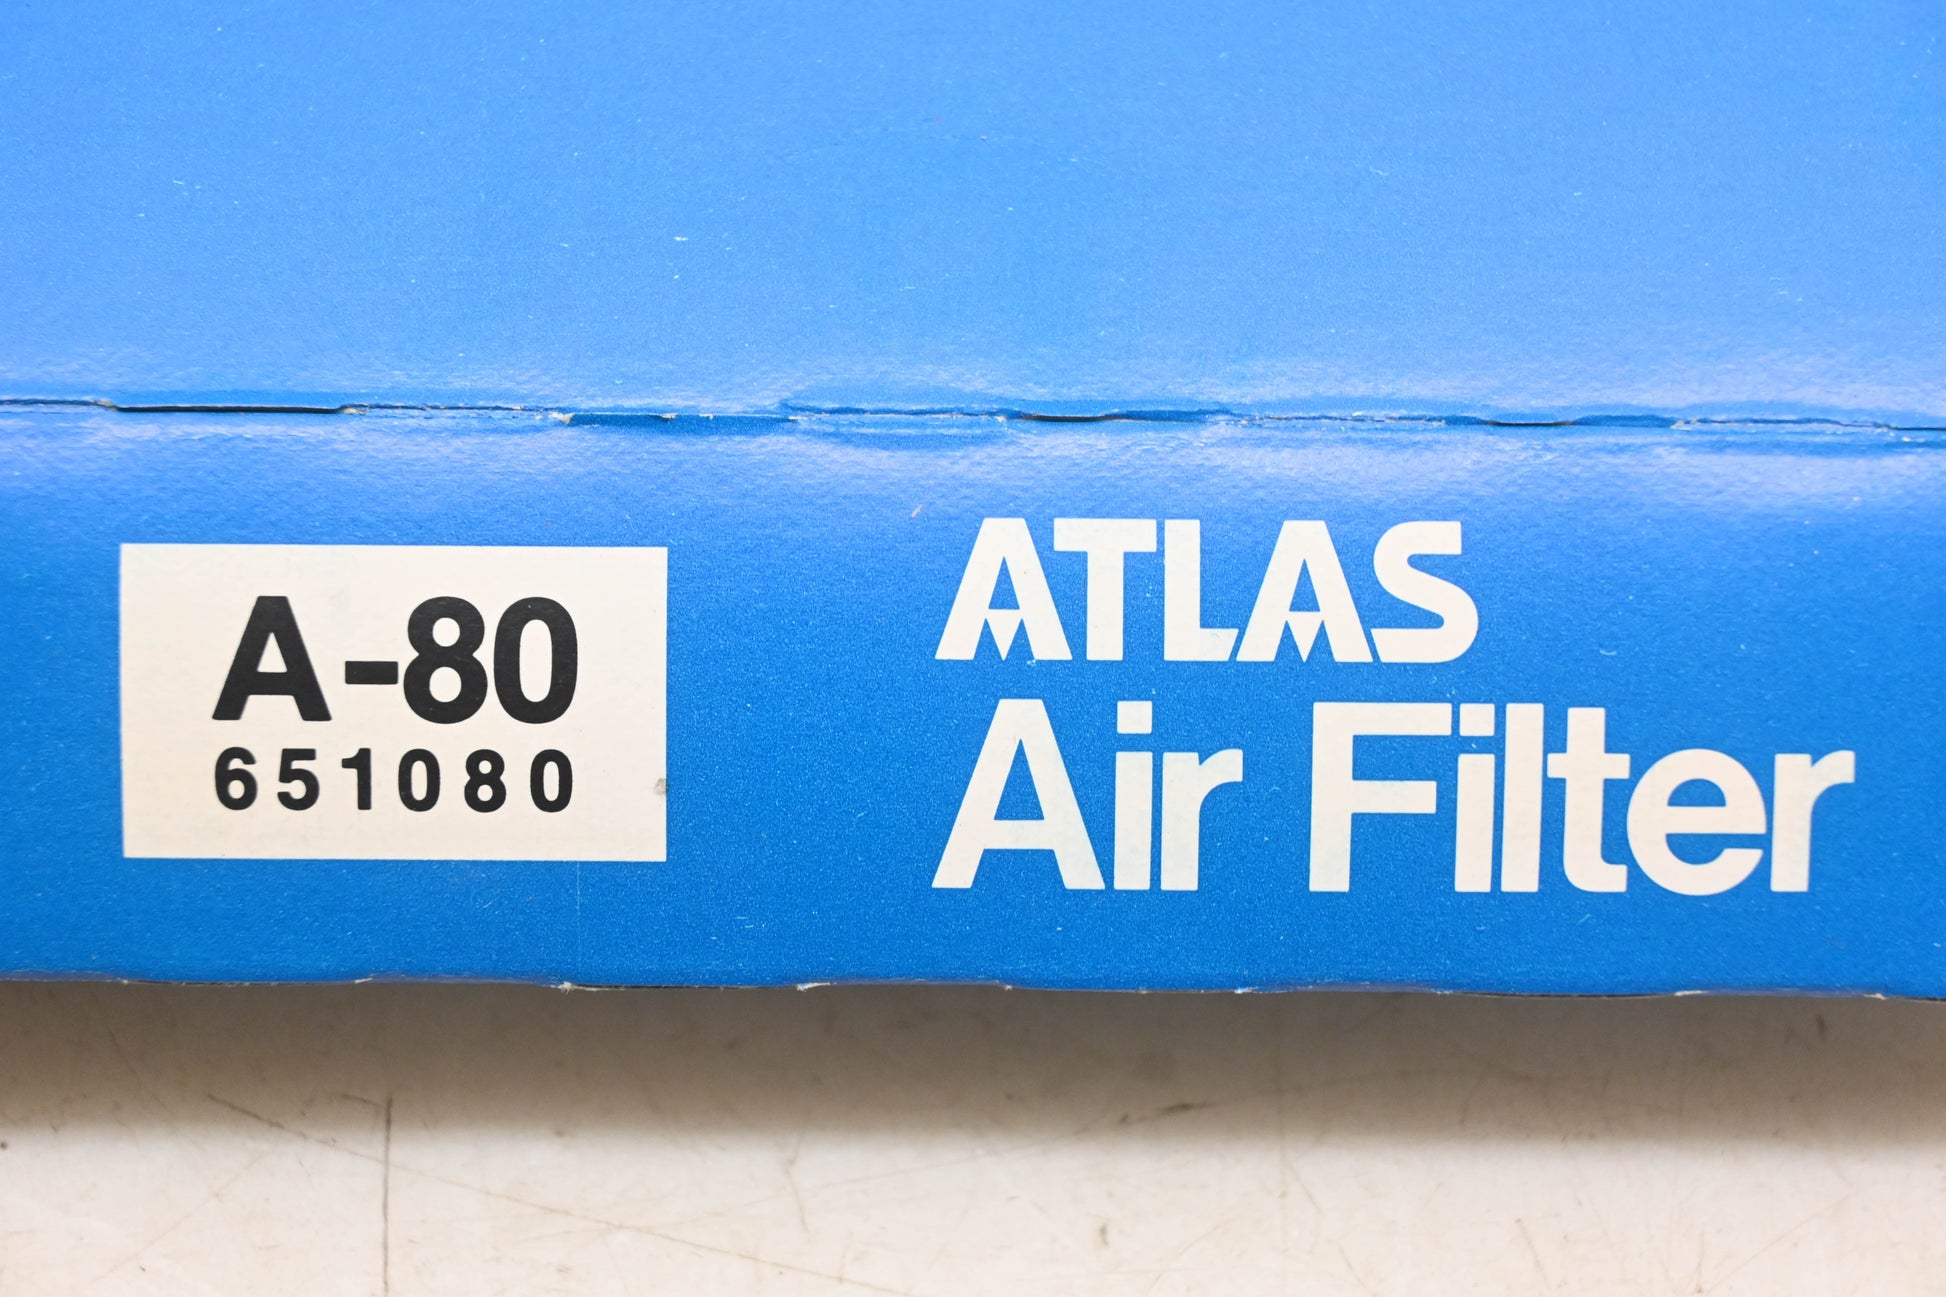 A-80
651080
ATLAS
Air Filter